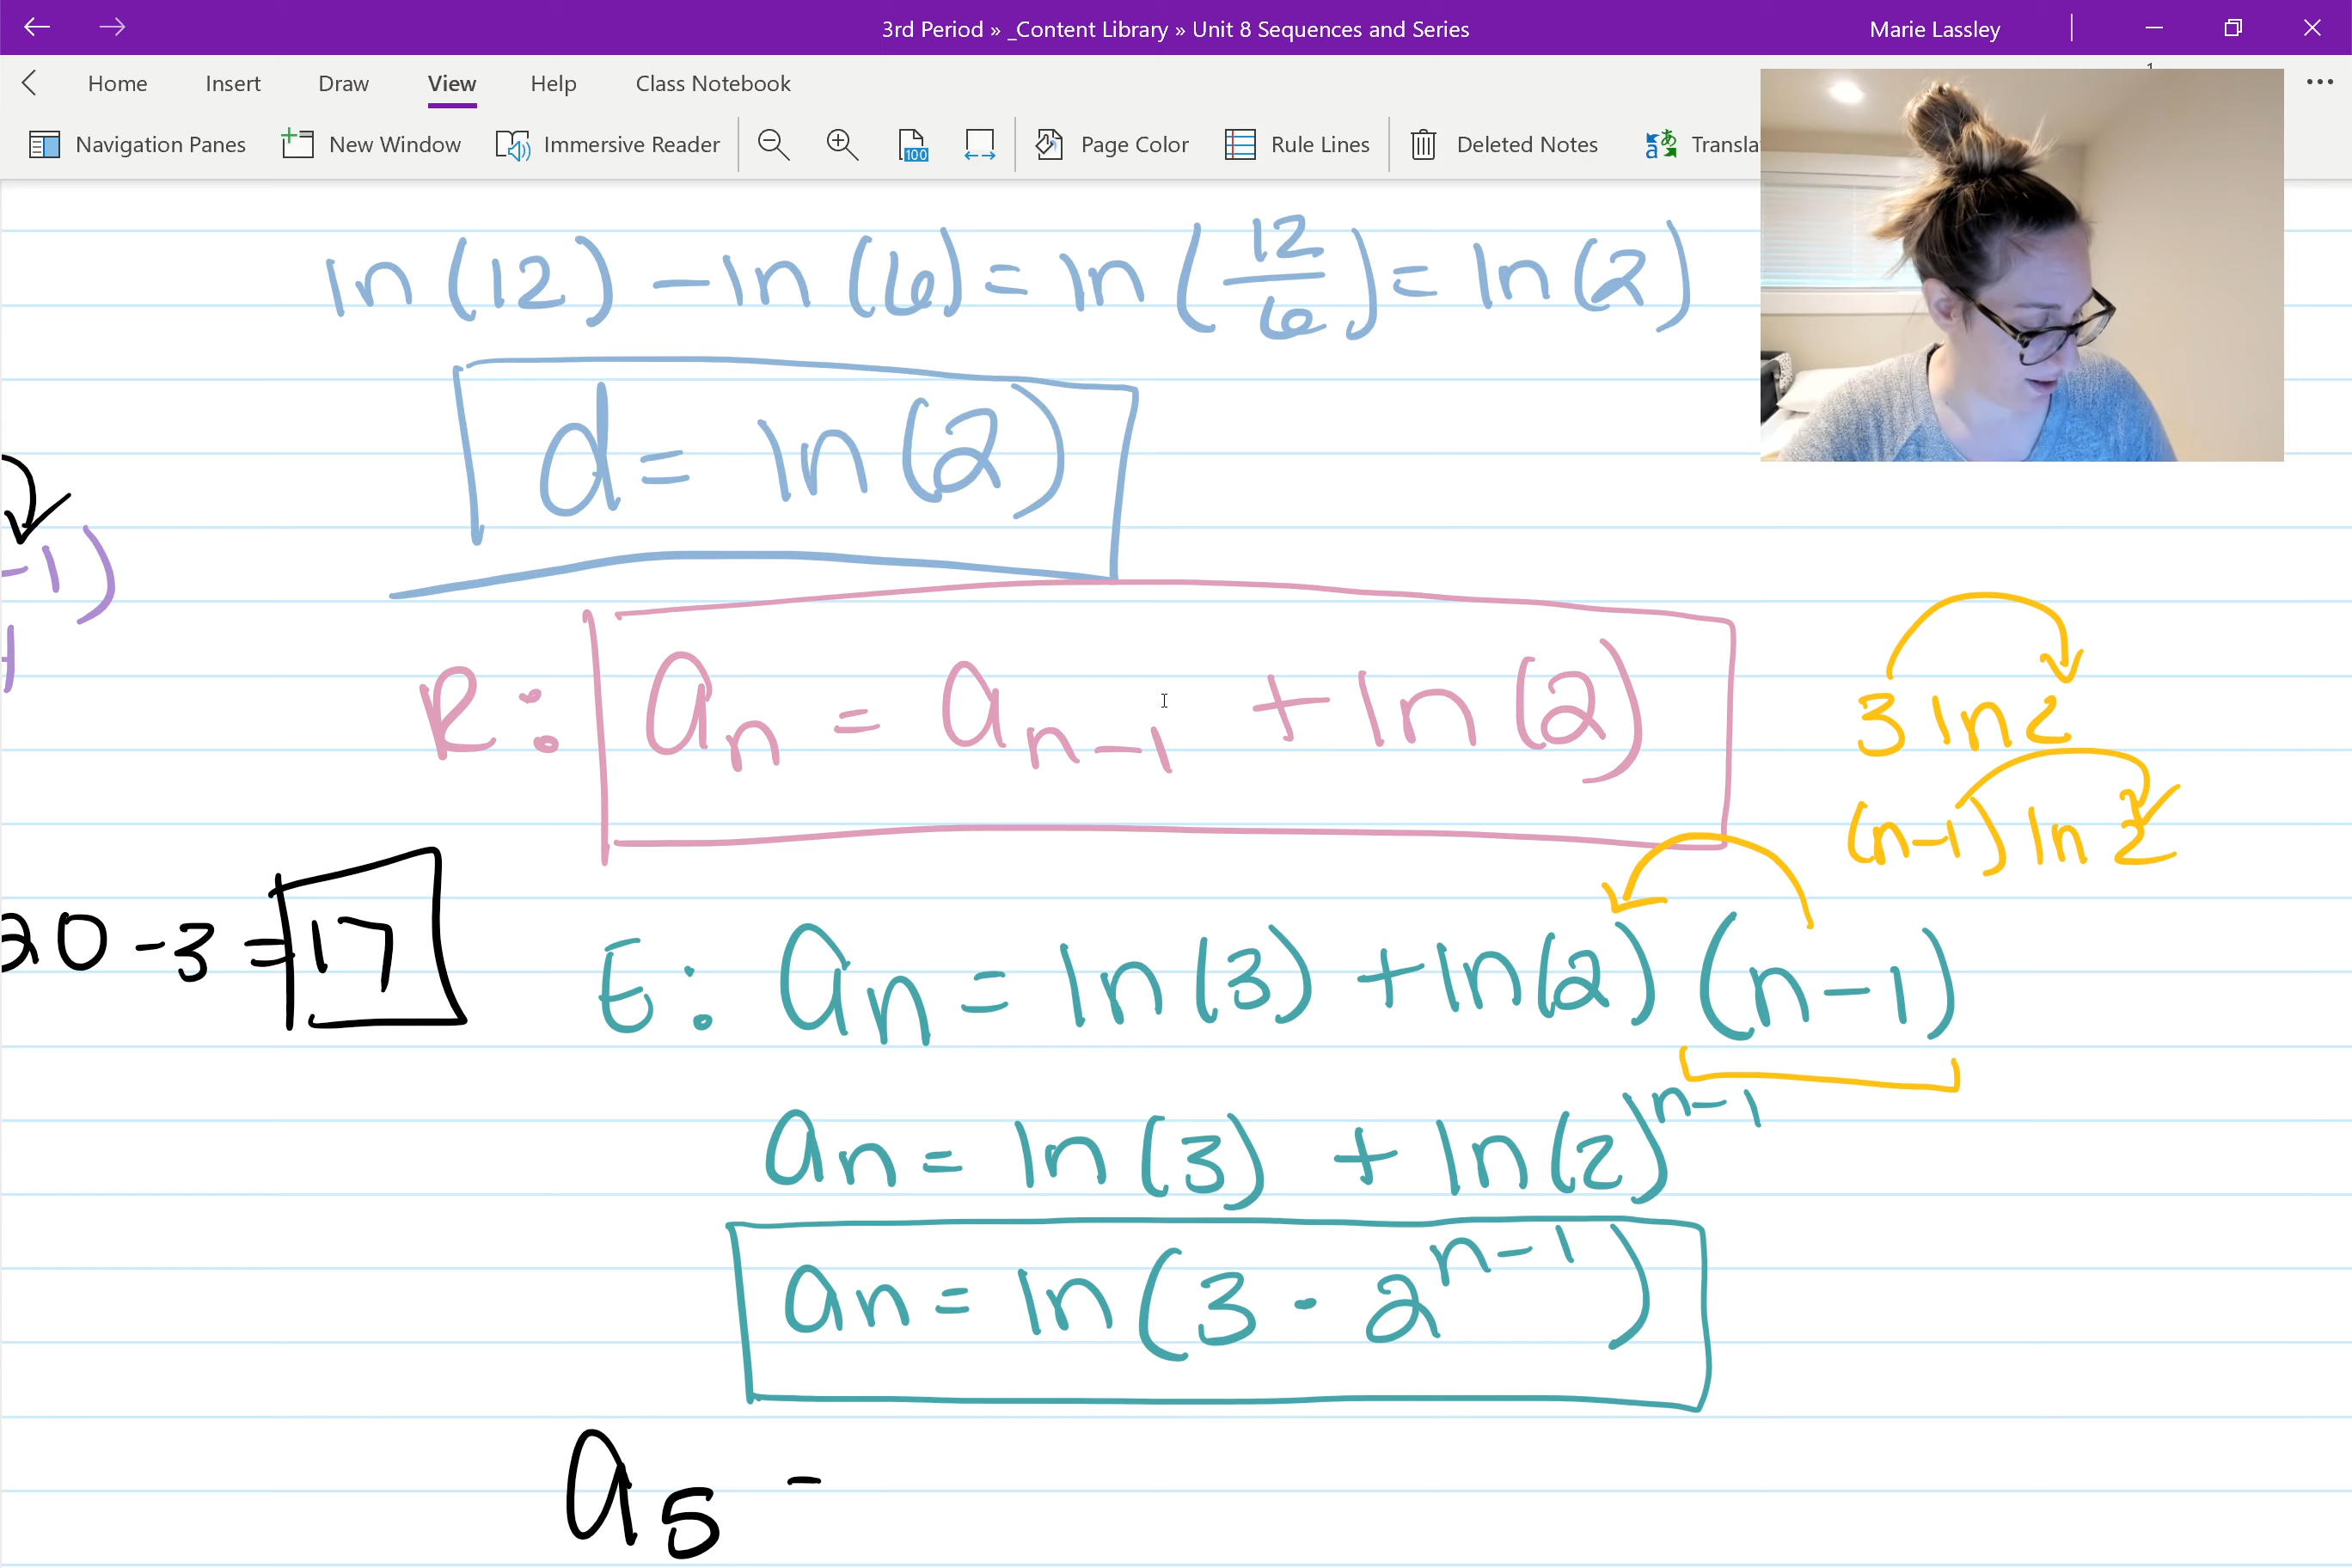 3rd Period » _Content Library » Unit 8 Sequences and Series
Marie Lassley
Home Insert Draw View Help Class Notebook
Navigation Panes New Window Immersive Reader 100 Page Color Rule Lines Deleted Notes Transla
ln(12) - ln(6) = ln(12/6) = ln(2)
d = ln(2)
-1)
R: aₙ = aₙ₋₁ + ln(2)
3 ln 2
(n-1) ln 2
20 - 3 = 17
E: aₙ = ln(3) + ln(2)(n-1)
aₙ = ln(3) + ln(2)ⁿ⁻¹
aₙ = ln(3 · 2ⁿ⁻¹)
a₅ -